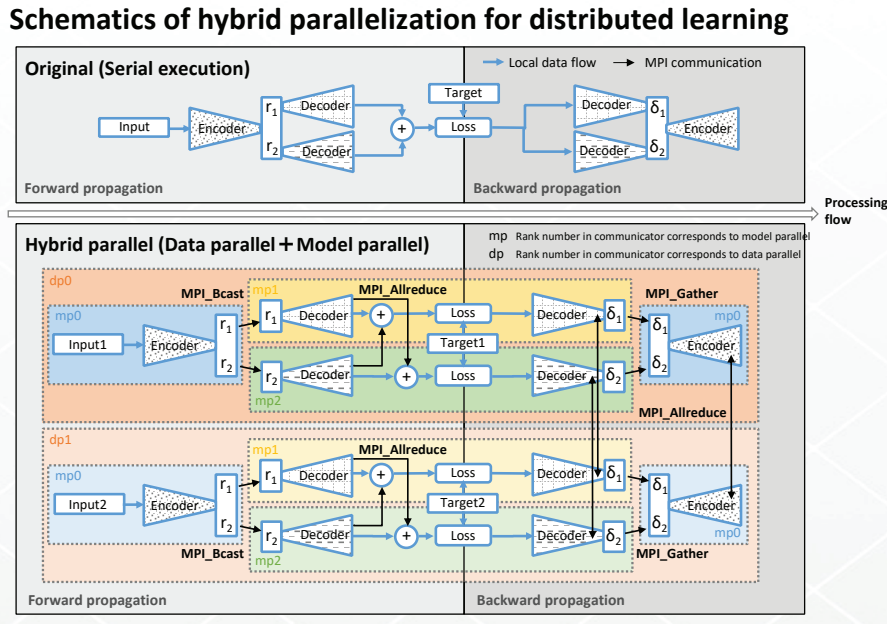 Schematics of hybrid parallelization for distributed learning
Original (Serial execution)
Local data flow
MPI communication
Input
Encoder
r1
r2
Decoder
Decoder
+
Target
Loss
Decoder
Decoder
δ1
δ2
Encoder
Forward propagation
Backward propagation
Processing flow
Hybrid parallel (Data parallel + Model parallel)
mp Rank number in communicator corresponds to model parallel
dp Rank number in communicator corresponds to data parallel
dp0
MPI_Bcast
mp1
MPI_Allreduce
MPI_Gather
mp0
mp0
Input1
Encoder
r1
r2
r1
Decoder
+
Loss
Decoder
δ1
Target1
r2
Decoder
+
Loss
Decoder
δ2
mp2
δ1
δ2
Encoder
MPI_Allreduce
dp1
mp1
MPI_Allreduce
mp0
Input2
Encoder
r1
r2
MPI_Bcast
r1
Decoder
+
Loss
Decoder
δ1
Target2
r2
Decoder
+
Loss
Decoder
δ2
mp2
δ1
δ2
Encoder
mp0
MPI_Gather
Forward propagation
Backward propagation